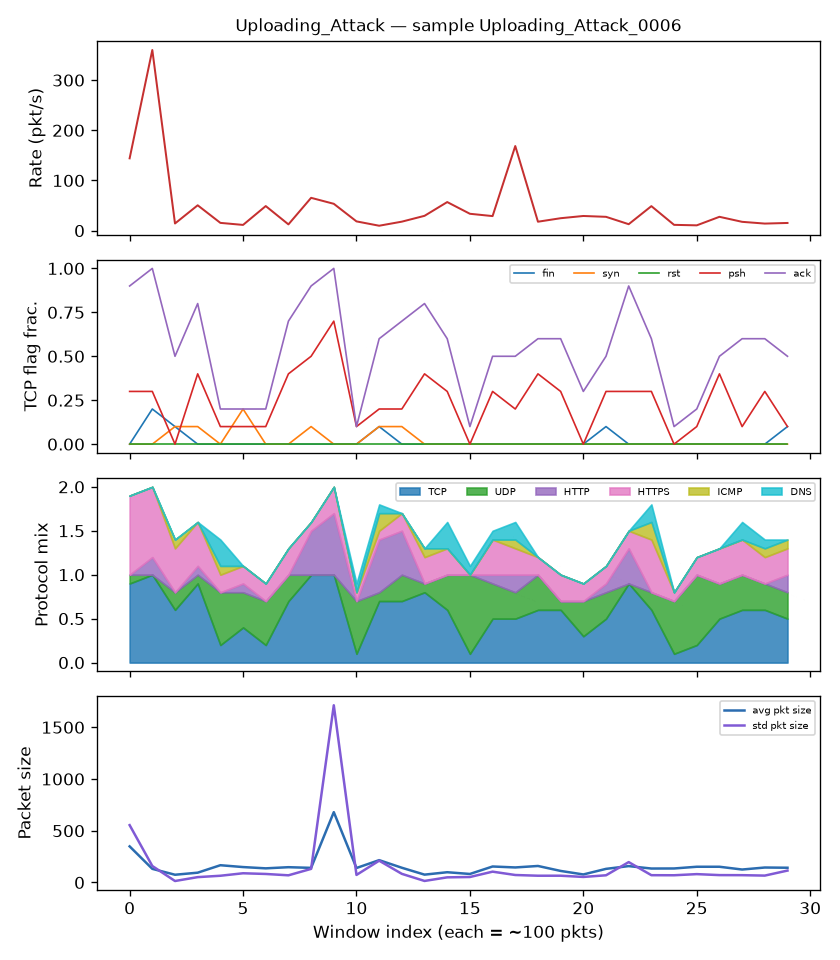 Uploading_Attack — sample Uploading_Attack_0006
Rate (pkt/s)
300
200
100
0
TCP flag frac.
1.00
0.75
0.50
0.25
0.00
fin syn rst psh ack
Protocol mix
2.0
1.5
1.0
0.5
0.0
TCP UDP HTTP HTTPS ICMP DNS
Packet size
1500
1000
500
0
avg pkt size
std pkt size
0 5 10 15 20 25 30
Window index (each = ~100 pkts)